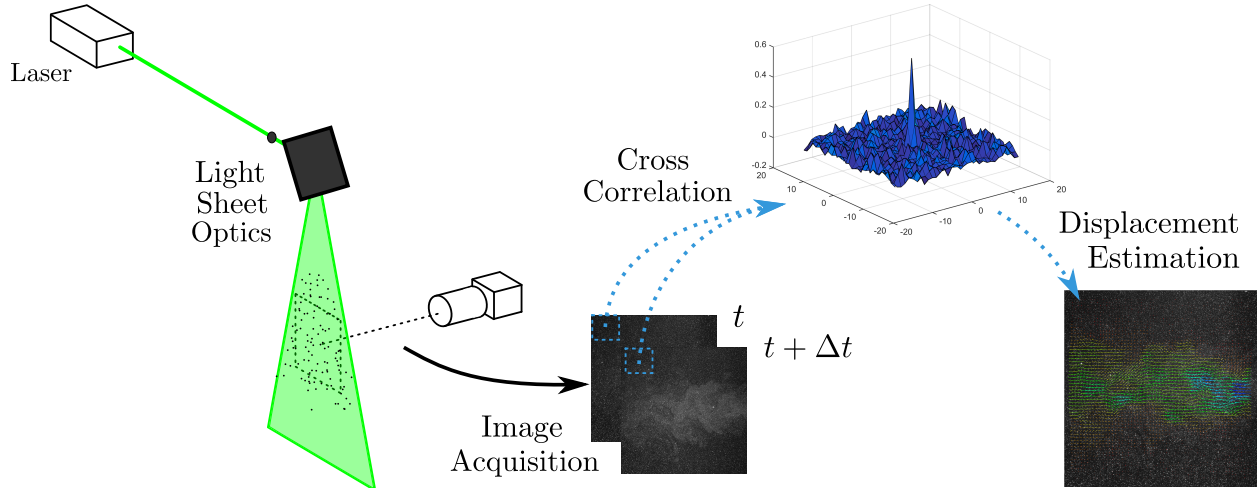 Laser
Light
Sheet
Optics
Image
Acquisition
t
t + Δt
Cross
Correlation
0.6
0.4
0.2
0
-0.2
20
10
0
-10
-20
-20
-10
0
10
20
Displacement
Estimation